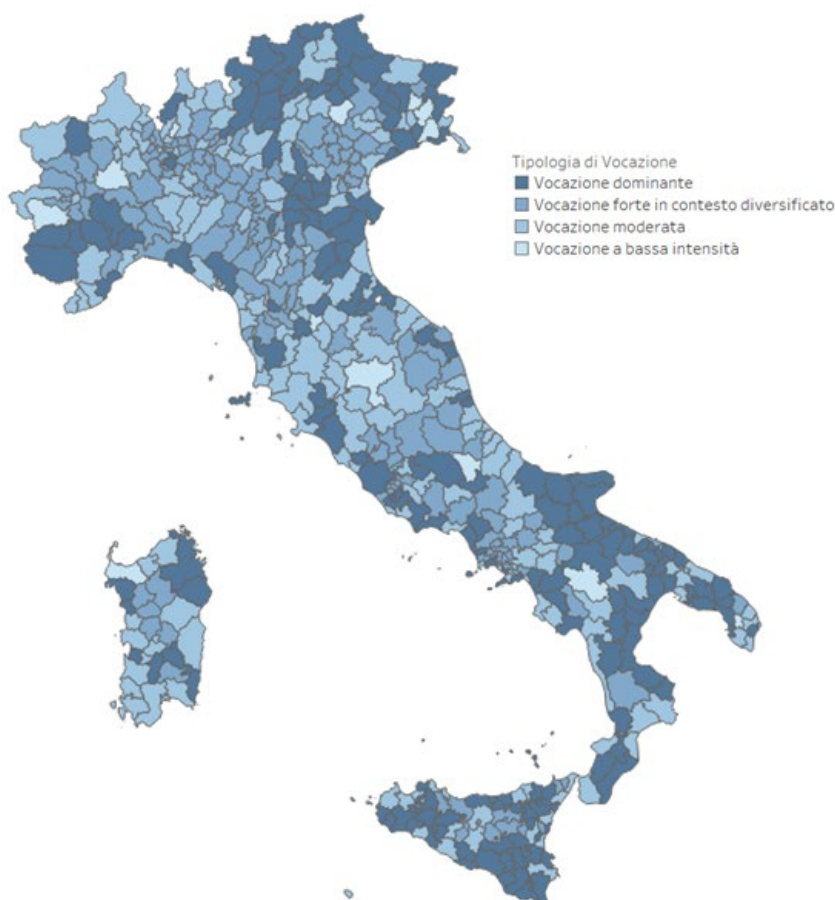 Tipologia di Vocazione
Vocazione dominante
Vocazione forte in contesto diversificato
Vocazione moderata
Vocazione a bassa intensità